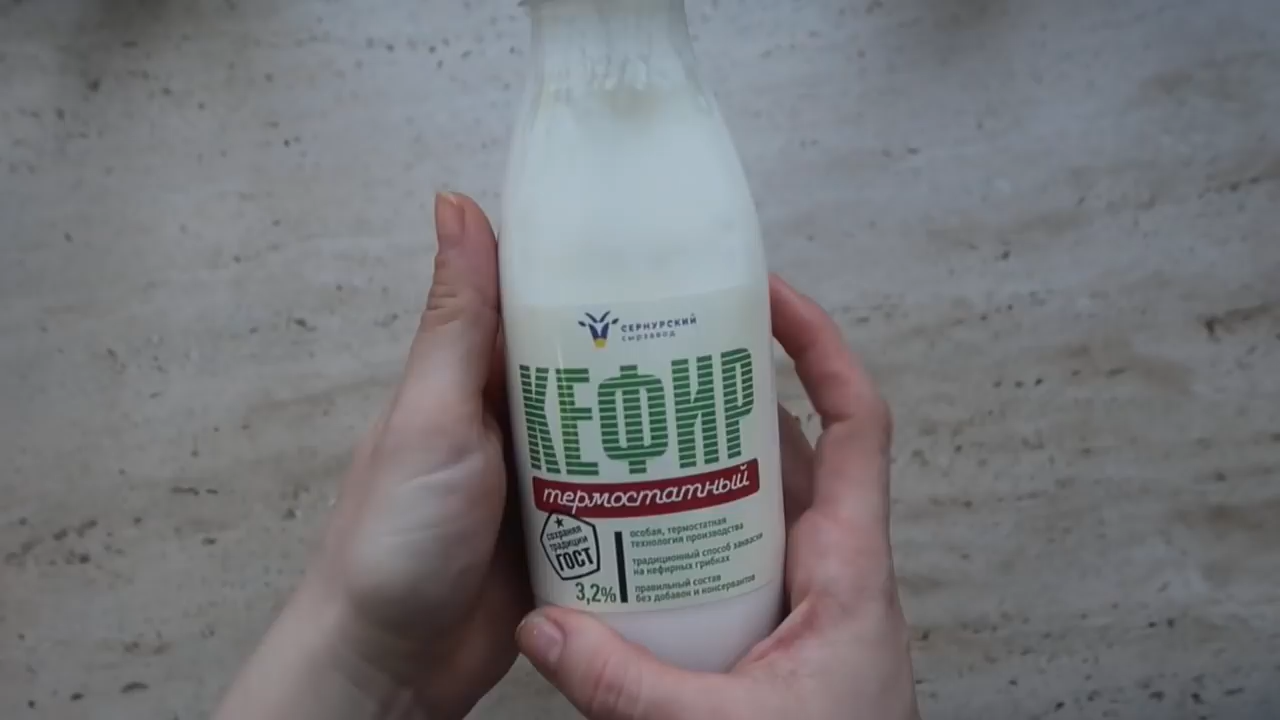 СЕРНУРСКИЙ
сырзавод
КЕФИР
термостатный
сохраняя
традиции
ГОСТ
3,2%
особая, термостатная
технология производства
традиционный способ закваски
на кефирных грибках
правильный состав
без добавок и консервантов